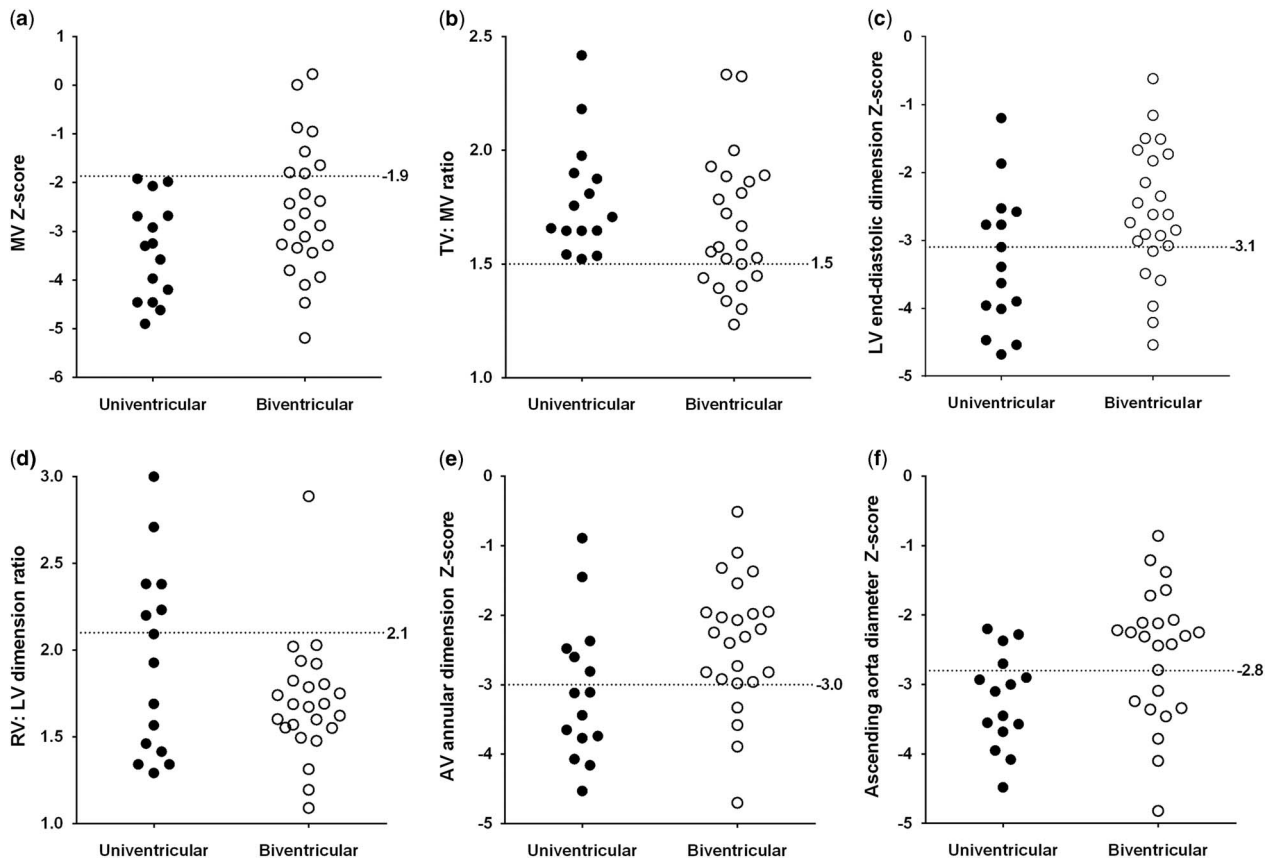 (a)
MV Z-score
1
0
-1
-2
-3
-4
-5
-6
-1.9
Univentricular Biventricular
(b)
TV: MV ratio
2.5
2.0
1.5
1.0
1.5
Univentricular Biventricular
(c)
LV end-diastolic dimension Z-score
0
-1
-2
-3
-4
-5
-3.1
Univentricular Biventricular
(d)
RV: LV dimension ratio
3.0
2.5
2.0
1.5
1.0
2.1
Univentricular Biventricular
(e)
AV annular dimension Z-score
0
-1
-2
-3
-4
-5
-3.0
Univentricular Biventricular
(f)
Ascending aorta diameter Z-score
0
-1
-2
-3
-4
-5
-2.8
Univentricular Biventricular